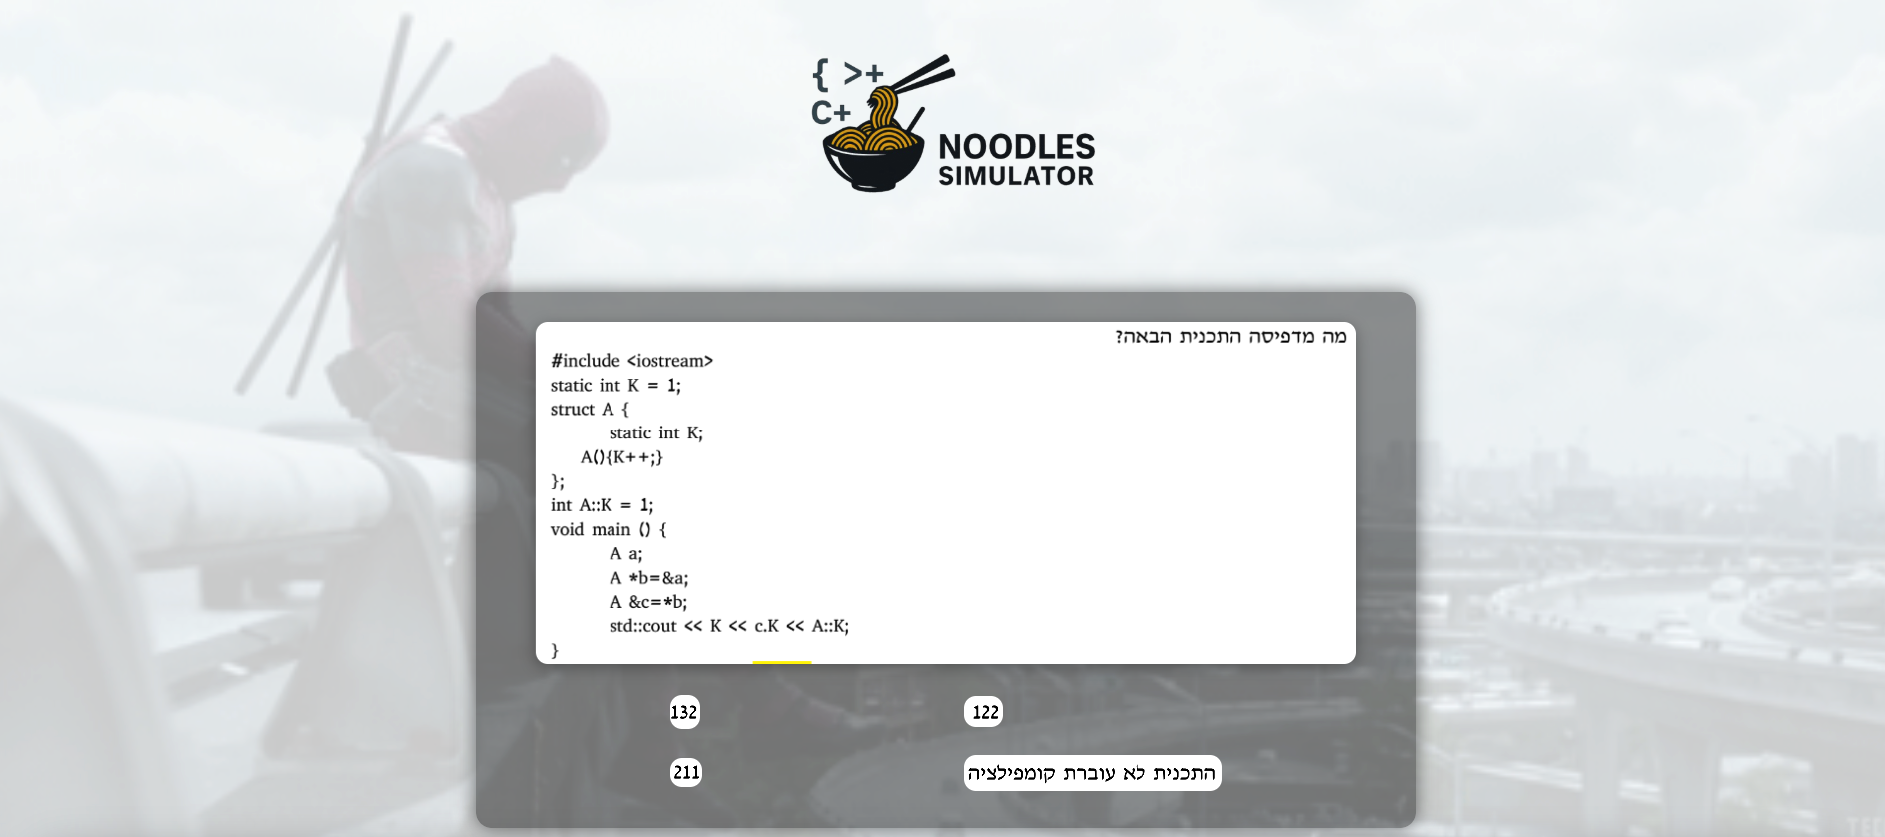 { >+
C+
NOODLES
SIMULATOR
מה מדפיסה התכנית הבאה?
#include <iostream>
static int K = 1;
struct A {
static int K;
A(){K++;}
};
int A::K = 1;
void main () {
A a;
A *b=&a;
A &c=*b;
std::cout << K << c.K << A::K;
}
132
122
211
התכנית לא עוברת קומפילציה